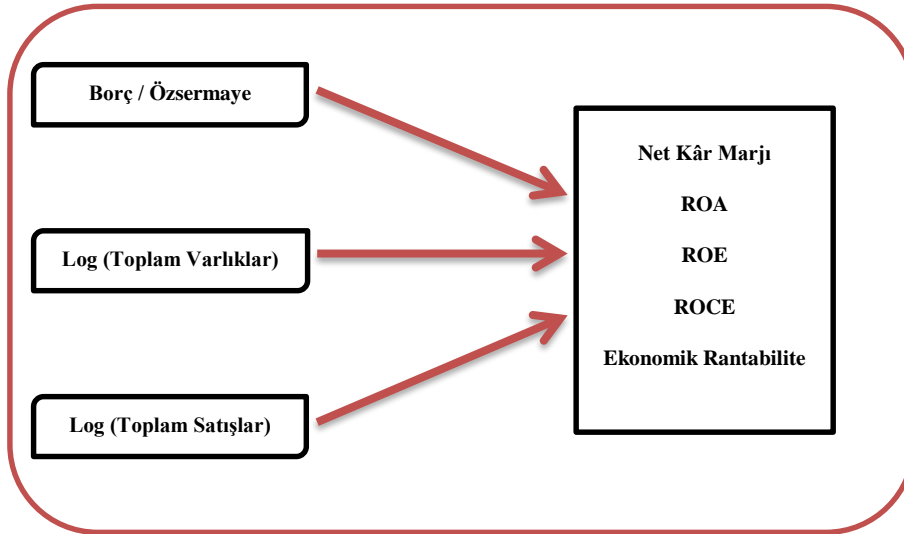 Borç / Özsermaye
Log (Toplam Varlıklar)
Log (Toplam Satışlar)
Net Kâr Marjı
ROA
ROE
ROCE
Ekonomik Rantabilite